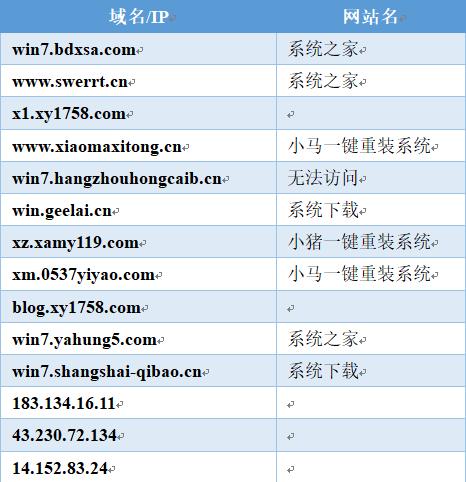 域名/IP 网站名
win7.bdxsa.com 系统之家
www.swerrt.cn 系统之家
x1.xy1758.com
www.xiaomaxitong.cn 小马一键重装系统
win7.hangzhouhongcaib.cn 无法访问
win.geelai.cn 系统下载
xz.xamy119.com 小猪一键重装系统
xm.0537yiyao.com 小马一键重装系统
blog.xy1758.com
win7.yahung5.com 系统之家
win7.shangshai-qibao.cn 系统下载
183.134.16.11
43.230.72.134
14.152.83.24